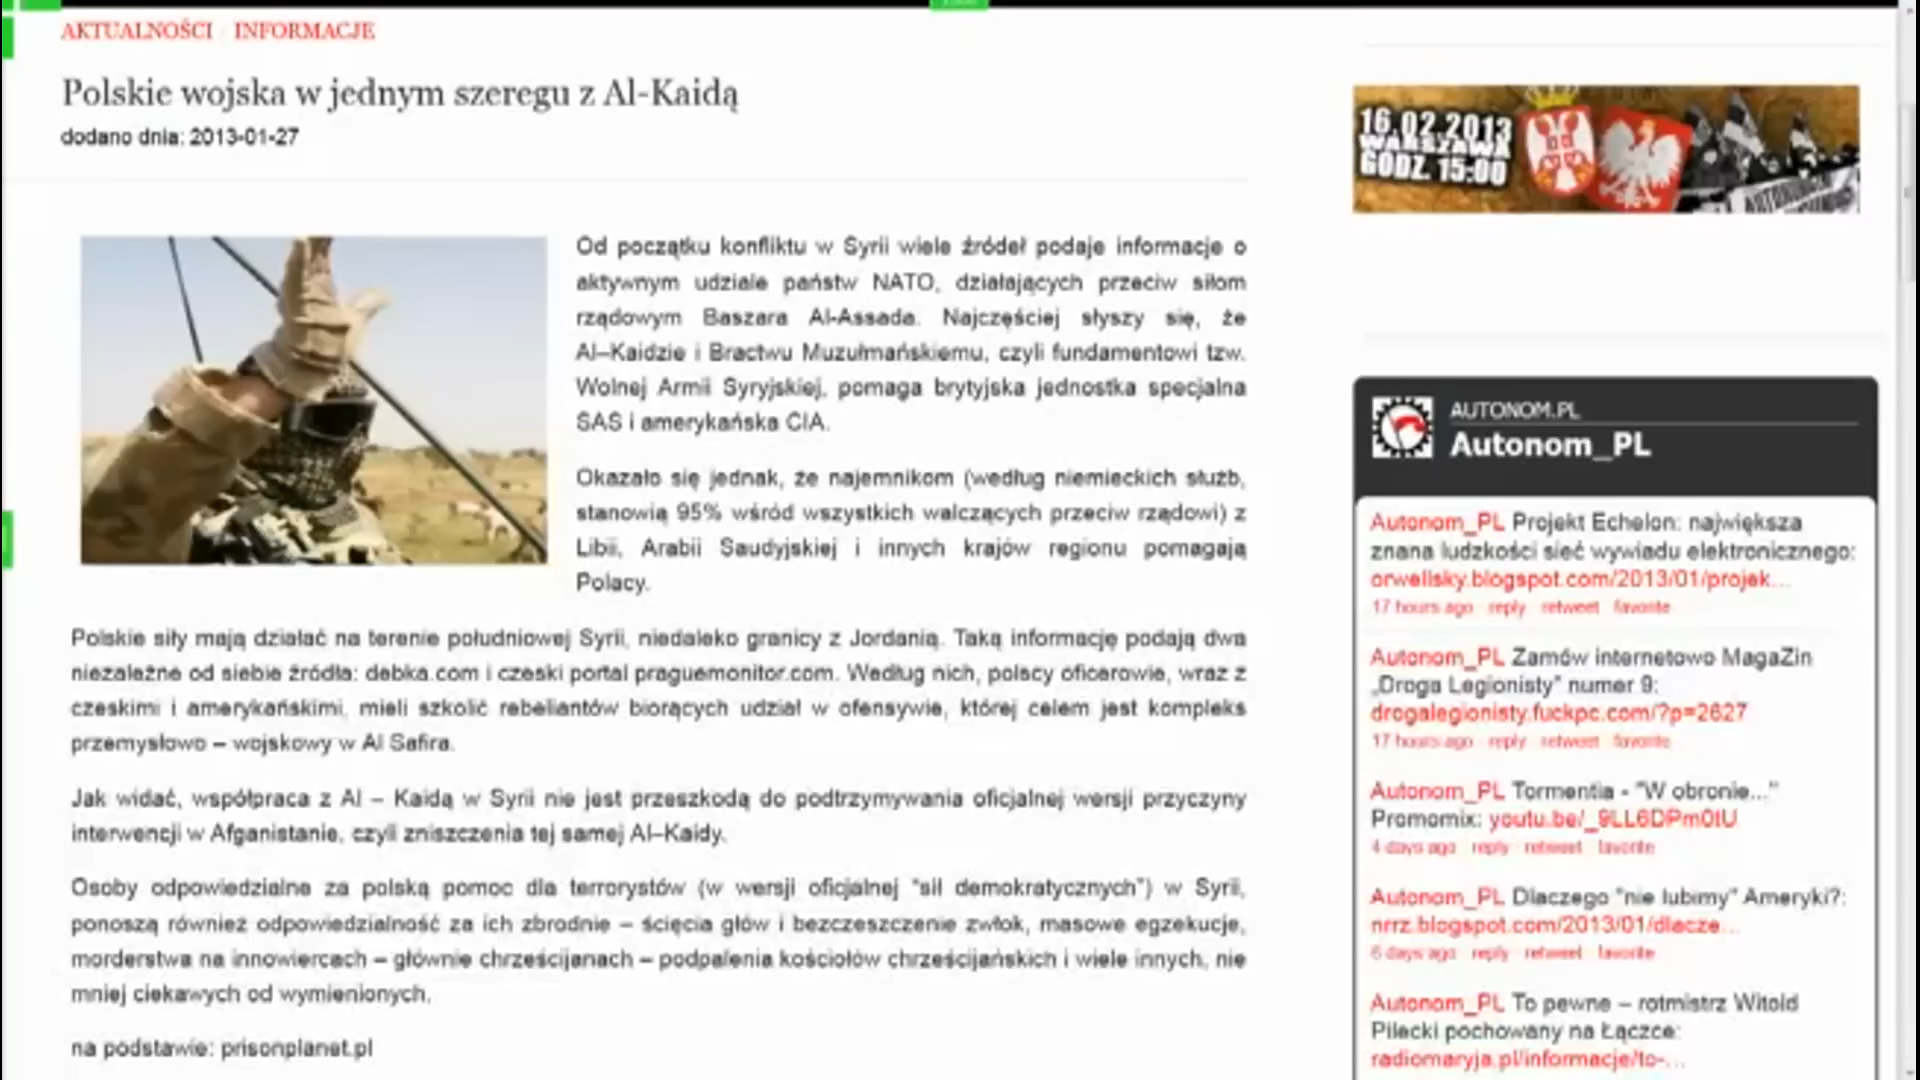 AKTUALNOŚCI / INFORMACJE
Polskie wojska w jednym szeregu z Al-Kaidą
dodano dnia: 2013-01-27
Od początku konfliktu w Syrii wiele źródeł podaje informacje o
aktywnym udziale państw NATO, działających przeciw siłom
rządowym Baszara Al-Assada. Najczęściej słyszy się, że
Al–Kaidzie i Bractwu Muzułmańskiemu, czyli fundamentowi tzw.
Wolnej Armii Syryjskiej, pomaga brytyjska jednostka specjalna
SAS i amerykańska CIA.
Okazało się jednak, że najemnikom (według niemieckich służb,
stanowią 95% wśród wszystkich walczących przeciw rządowi) z
Libii, Arabii Saudyjskiej i innych krajów regionu pomagają
Polacy.
Polskie siły mają działać na terenie południowej Syrii, niedaleko granicy z Jordanią. Taką informację podają dwa
niezależne od siebie źródła: debka.com i czeski portal praguemonitor.com. Według nich, polscy oficerowie, wraz z
czeskimi i amerykańskimi, mieli szkolić rebeliantów biorących udział w ofensywie, której celem jest kompleks
przemysłowo – wojskowy w Al Safira.
Jak widać, współpraca z Al – Kaidą w Syrii nie jest przeszkodą do podtrzymywania oficjalnej wersji przyczyny
interwencji w Afganistanie, czyli zniszczenia tej samej Al–Kaidy.
Osoby odpowiedzialne za polską pomoc dla terrorystów (w wersji oficjalnej "sił demokratycznych") w Syrii,
ponoszą również odpowiedzialność za ich zbrodnie – ścięcia głów i bezczeszczenie zwłok, masowe egzekucje,
morderstwa na innowiercach – głównie chrześcijanach – podpalenia kościołów chrześcijańskich i wiele innych, nie
mniej ciekawych od wymienionych.
na podstawie: prisonplanet.pl
16.02.2013
WARSZAWA
GODZ. 15:00
AUTONOM.PL
Autonom_PL
Autonom_PL Projekt Echelon: największa
znana ludzkości sieć wywiadu elektronicznego:
orwellsky.blogspot.com/2013/01/projek...
17 hours ago · reply · retweet · favorite
Autonom_PL Zamów internetowo MagaZin
„Droga Legionisty" numer 9:
drogalegionisty.fuckpc.com/?p=2627
17 hours ago · reply · retweet · favorite
Autonom_PL Tormentia - "W obronie..."
Promomix: youtu.be/_9LL6DPm0tU
4 days ago · reply · retweet · favorite
Autonom_PL Dlaczego "nie lubimy" Ameryki?:
nrrz.blogspot.com/2013/01/dlacze...
6 days ago · reply · retweet · favorite
Autonom_PL To pewne – rotmistrz Witold
Pilecki pochowany na Łączce:
radiomaryja.pl/informacje/to-...